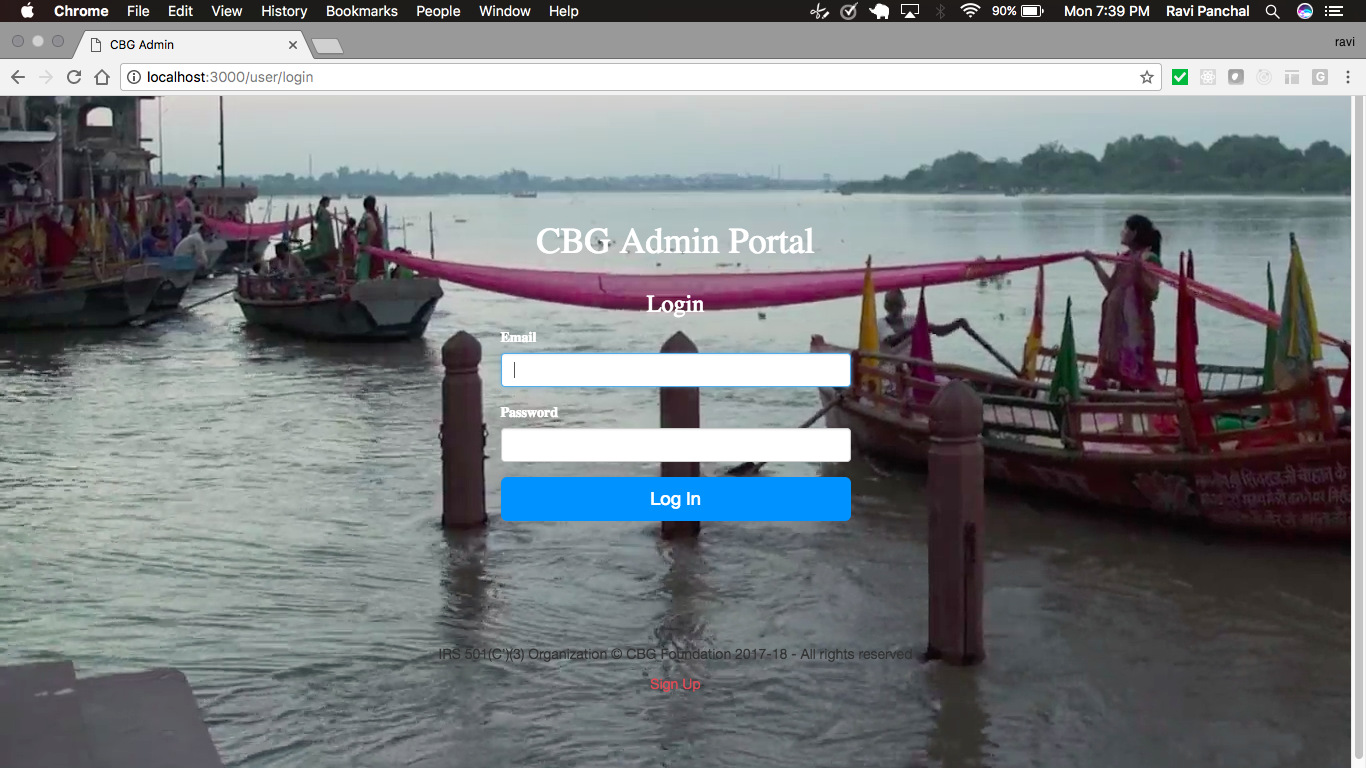 Chrome File Edit View History Bookmarks People Window Help 90% Mon 7:39 PM Ravi Panchal
CBG Admin
ravi
localhost:3000/user/login
G
CBG Admin Portal
Login
Email
Password
Log In
IRS 501(C')(3) Organization © CBG Foundation 2017-18 - All rights reserved
Sign Up